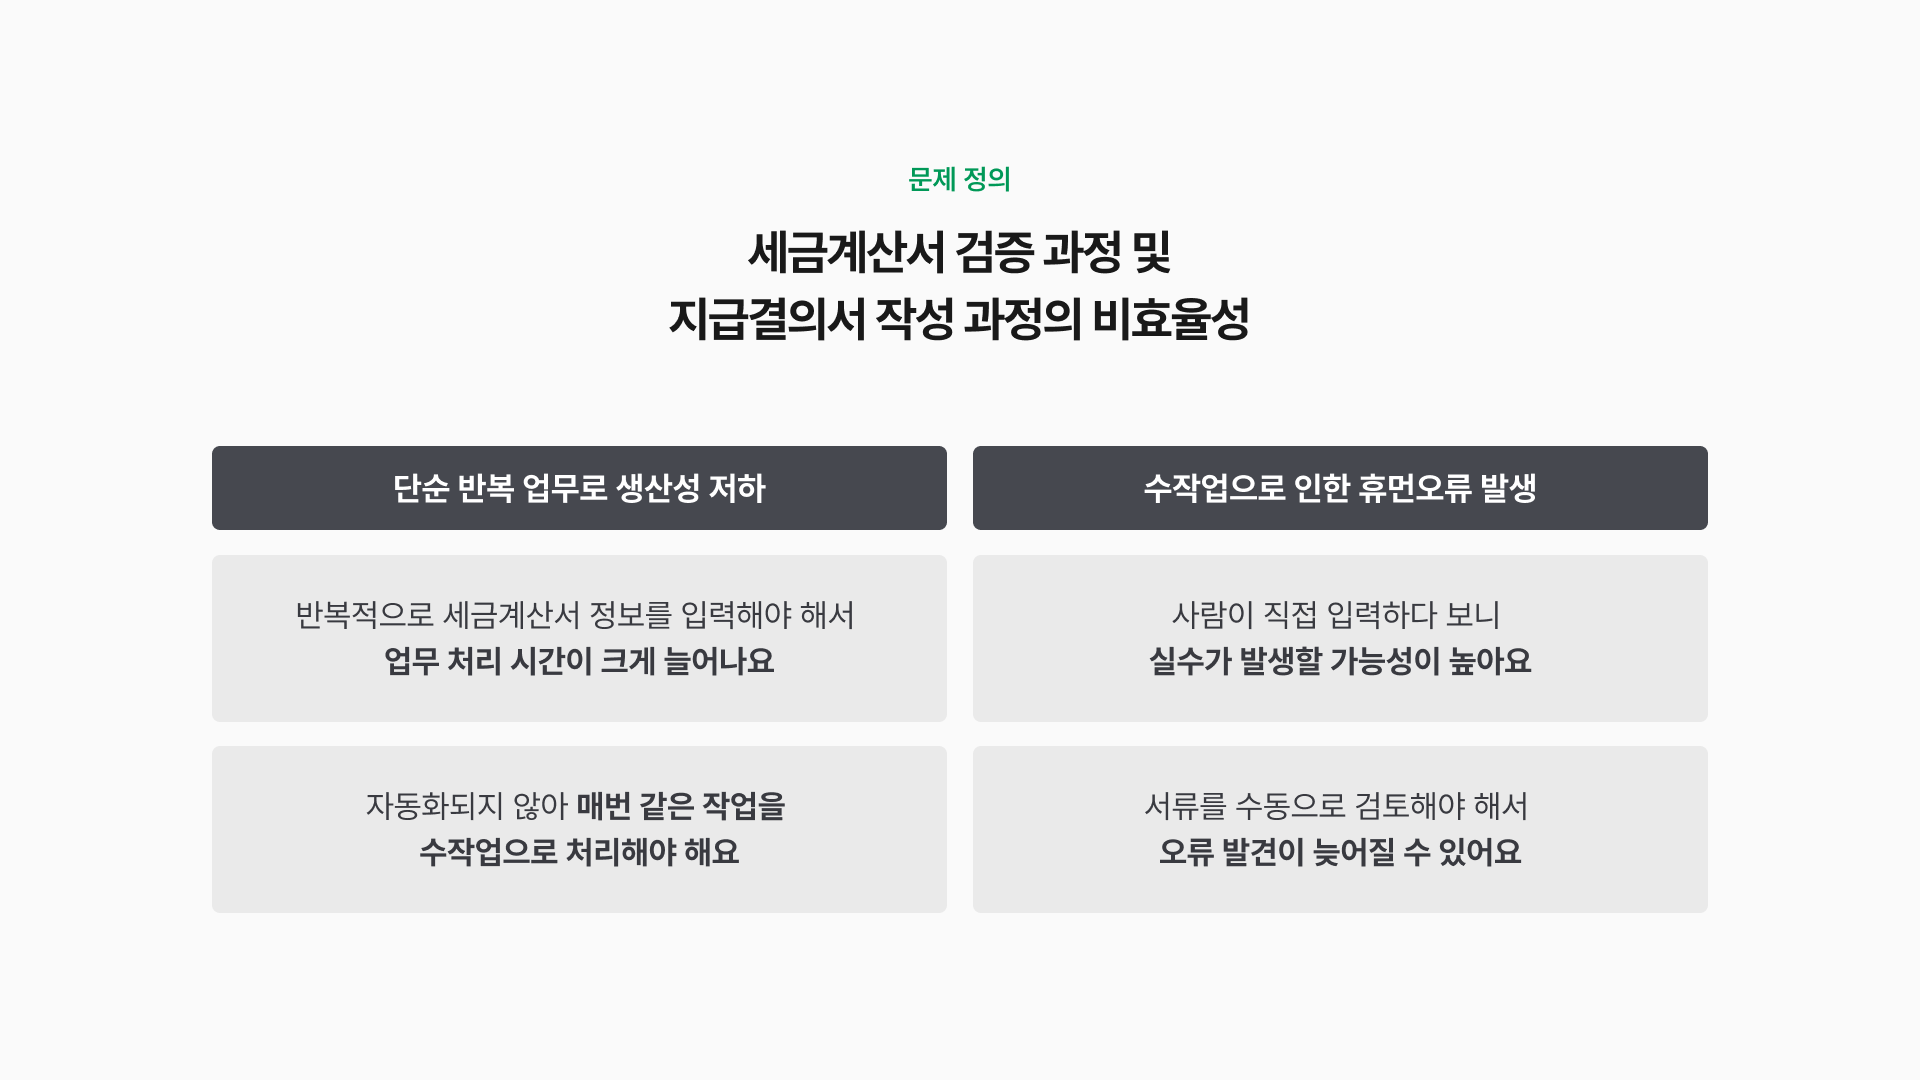 문제 정의
세금계산서 검증 과정 및
지급결의서 작성 과정의 비효율성
단순 반복 업무로 생산성 저하
반복적으로 세금계산서 정보를 입력해야 해서
업무 처리 시간이 크게 늘어나요
자동화되지 않아 매번 같은 작업을
수작업으로 처리해야 해요
수작업으로 인한 휴먼오류 발생
사람이 직접 입력하다 보니
실수가 발생할 가능성이 높아요
서류를 수동으로 검토해야 해서
오류 발견이 늦어질 수 있어요